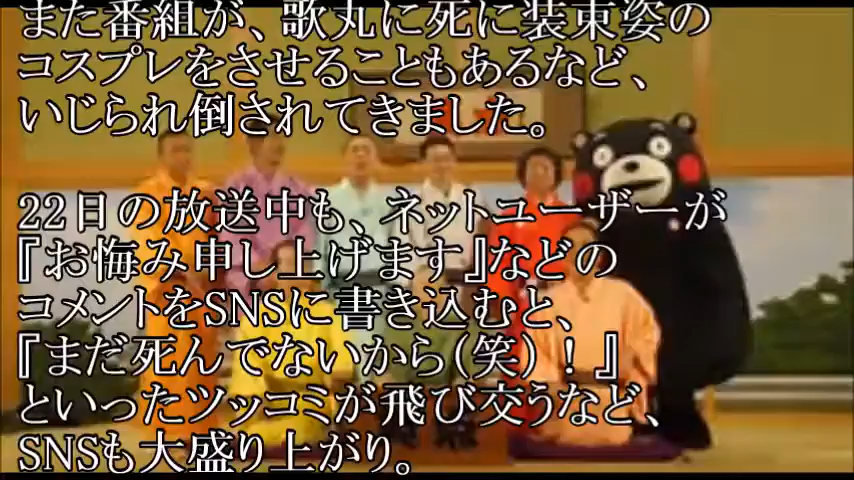 また番組が、歌丸に死に装束姿の
コスプレをさせることもあるなど、
いじられ倒されてきました。
22日の放送中も、ネットユーザーが
『お悔み申し上げます』などの
コメントをSNSに書き込むと、
『まだ死んでないから（笑）！』
といったツッコミが飛び交うなど、
SNSも大盛り上がり。